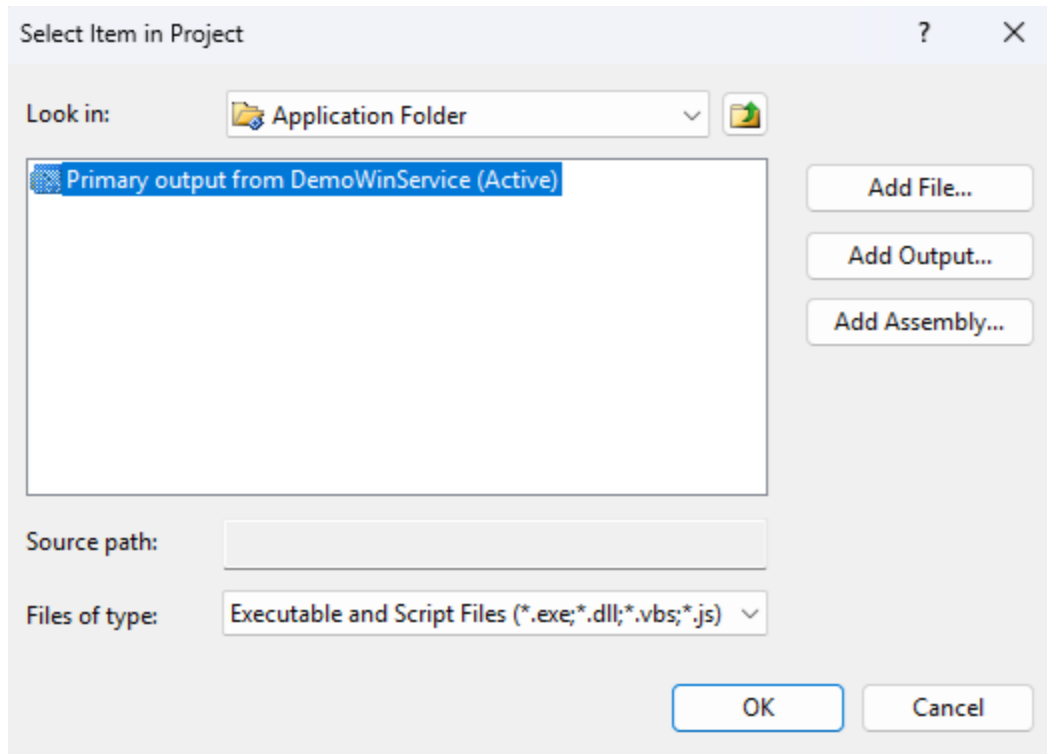 Select Item in Project
?
Look in:
Application Folder
Primary output from DemoWinService (Active)
Add File...
Add Output...
Add Assembly...
Source path:
Files of type:
Executable and Script Files (*.exe;*.dll;*.vbs;*.js)
OK
Cancel